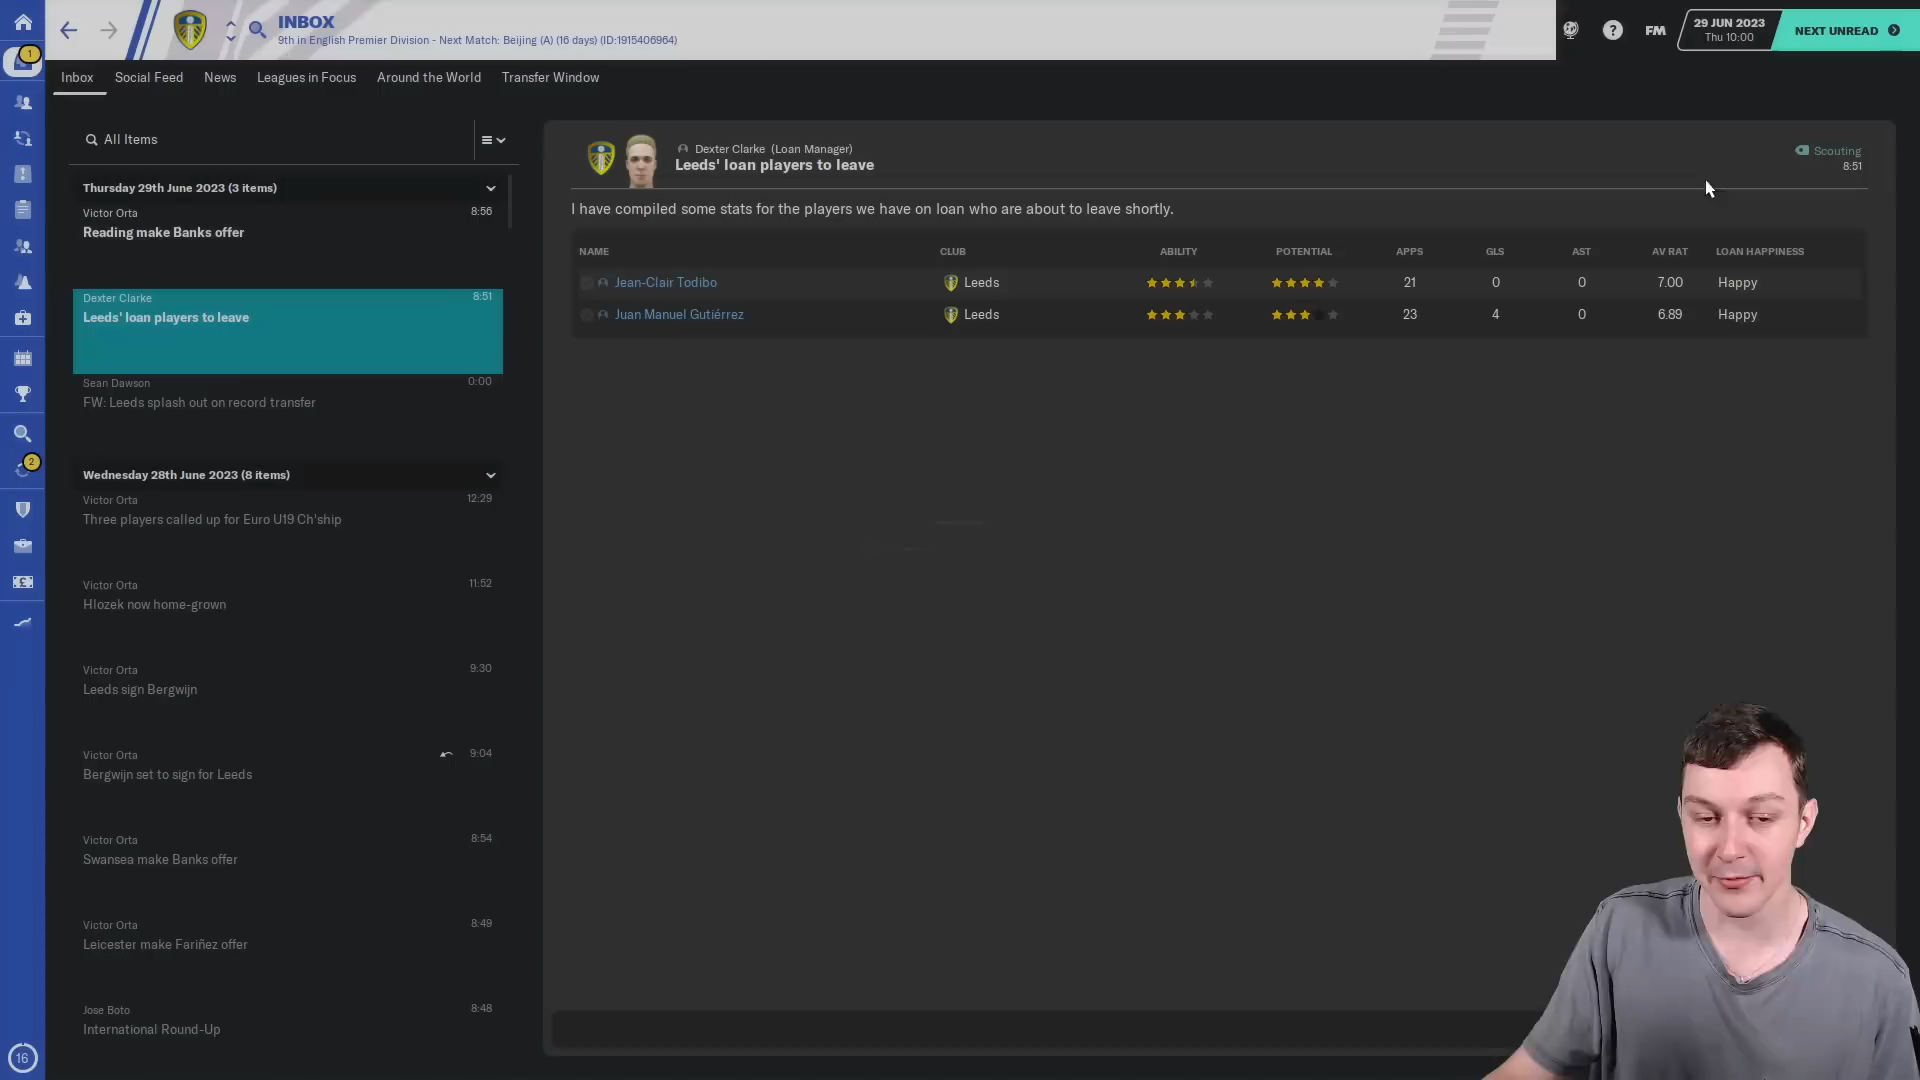 1
INBOX
9th in English Premier Division - Next Match: Beijing (A) (16 days) (ID:1915406964)
?
FM
29 JUN 2023
Thu 10:00
NEXT UNREAD
Inbox
Social Feed
News
Leagues in Focus
Around the World
Transfer Window
All Items
Thursday 29th June 2023 (3 items)
Victor Orta
8:56
Reading make Banks offer
Dexter Clarke
8:51
Leeds' loan players to leave
Sean Dawson
0:00
FW: Leeds splash out on record transfer
Wednesday 28th June 2023 (8 items)
Victor Orta
12:29
Three players called up for Euro U19 Ch'ship
Victor Orta
11:52
Hlozek now home-grown
Victor Orta
9:30
Leeds sign Bergwijn
Victor Orta
9:04
Bergwijn set to sign for Leeds
Victor Orta
8:54
Swansea make Banks offer
Victor Orta
8:49
Leicester make Fariñez offer
Jose Boto
8:48
International Round-Up
2
16
Dexter Clarke (Loan Manager)
Leeds' loan players to leave
Scouting
8:51
I have compiled some stats for the players we have on loan who are about to leave shortly.
NAME CLUB ABILITY POTENTIAL APPS GLS AST AV RAT LOAN HAPPINESS
Jean-Clair Todibo Leeds 21 0 0 7.00 Happy
Juan Manuel Gutiérrez Leeds 23 4 0 6.89 Happy